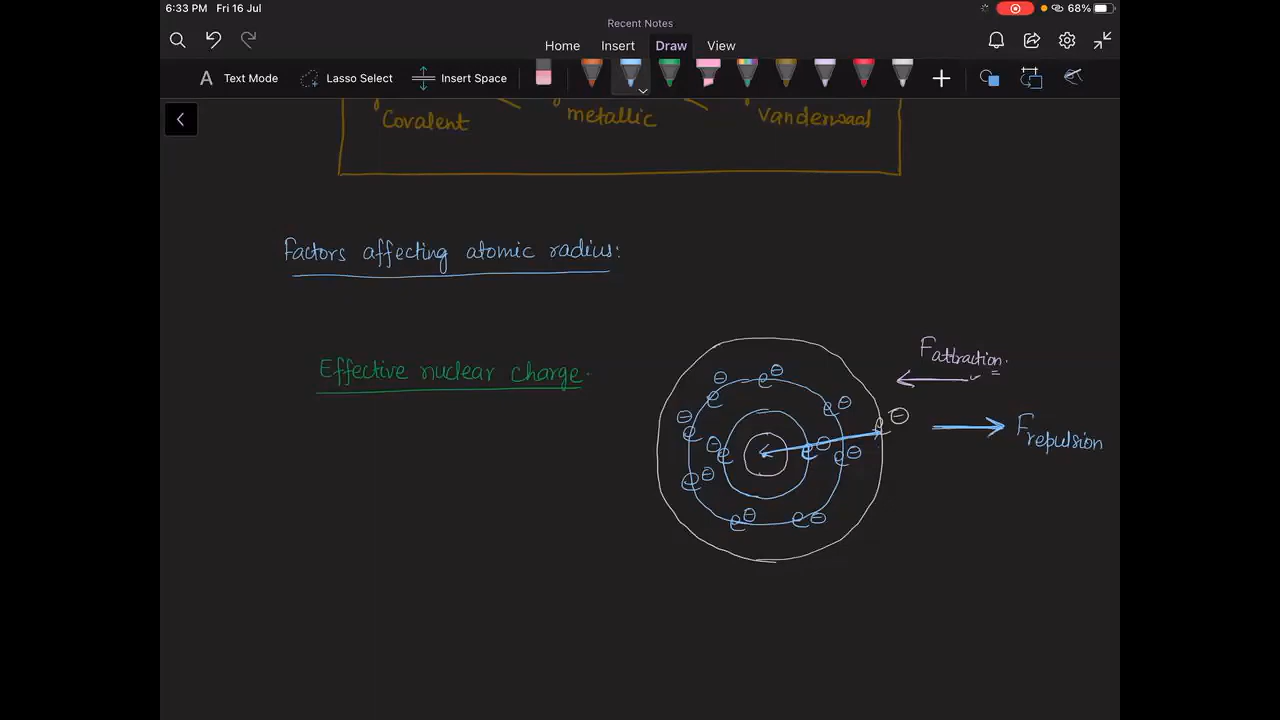 6:33 PM Fri 16 Jul
68%
Recent Notes
Home Insert Draw View
Text Mode Lasso Select Insert Space
Covalent metallic vanderwaal
Factors affecting atomic radius:
Effective nuclear charge.
Fattraction.
Frepulsion
e⊖
e⊖
e⊖
e⊖
e⊖
e⊖
e⊖
e⊖
e⊖
e⊖
e⊖